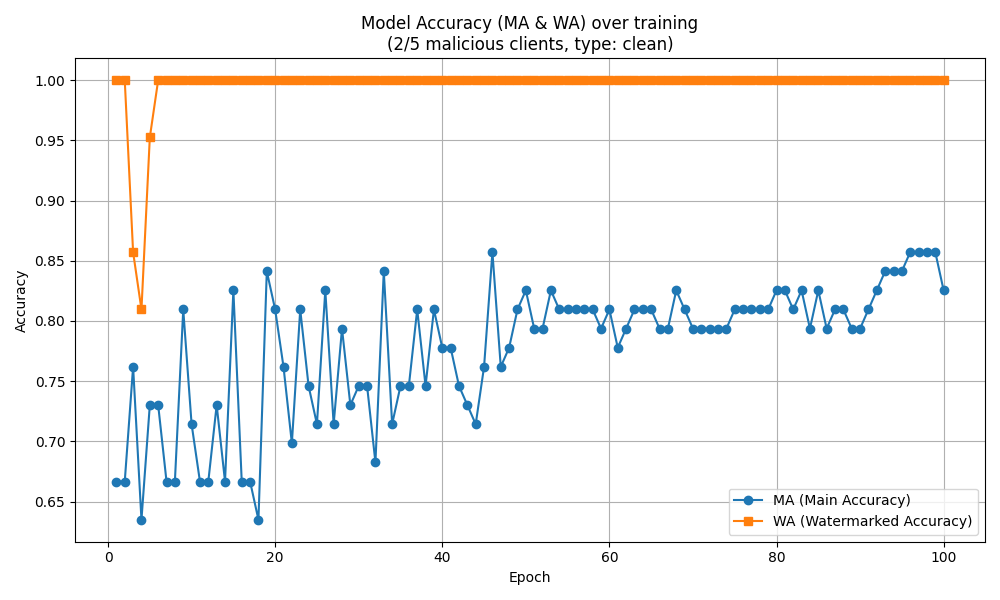 Model Accuracy (MA & WA) over training
(2/5 malicious clients, type: clean)
1.00
0.95
0.90
0.85
0.80
0.75
0.70
0.65
Accuracy
0 20 40 60 80 100
Epoch
MA (Main Accuracy)
WA (Watermarked Accuracy)